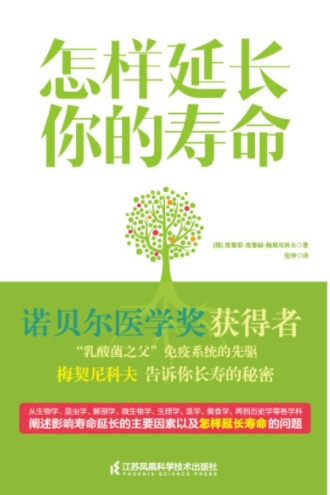 怎样延长
你的寿命
[俄] 埃黎耶·埃黎赫·梅契尼科夫 著
张坤 译
诺贝尔医学奖 获得者
“乳酸菌之父” 免疫系统的先驱
梅契尼科夫 告诉你长寿的秘密
从生物学、昆虫学、解剖学、微生物学、生理学、医学、美食学、再到历史学等各学科
阐述影响寿命延长的主要因素以及怎样延长寿命的问题
江苏凤凰科学技术出版社
PHOENIX SCIENCE PRESS